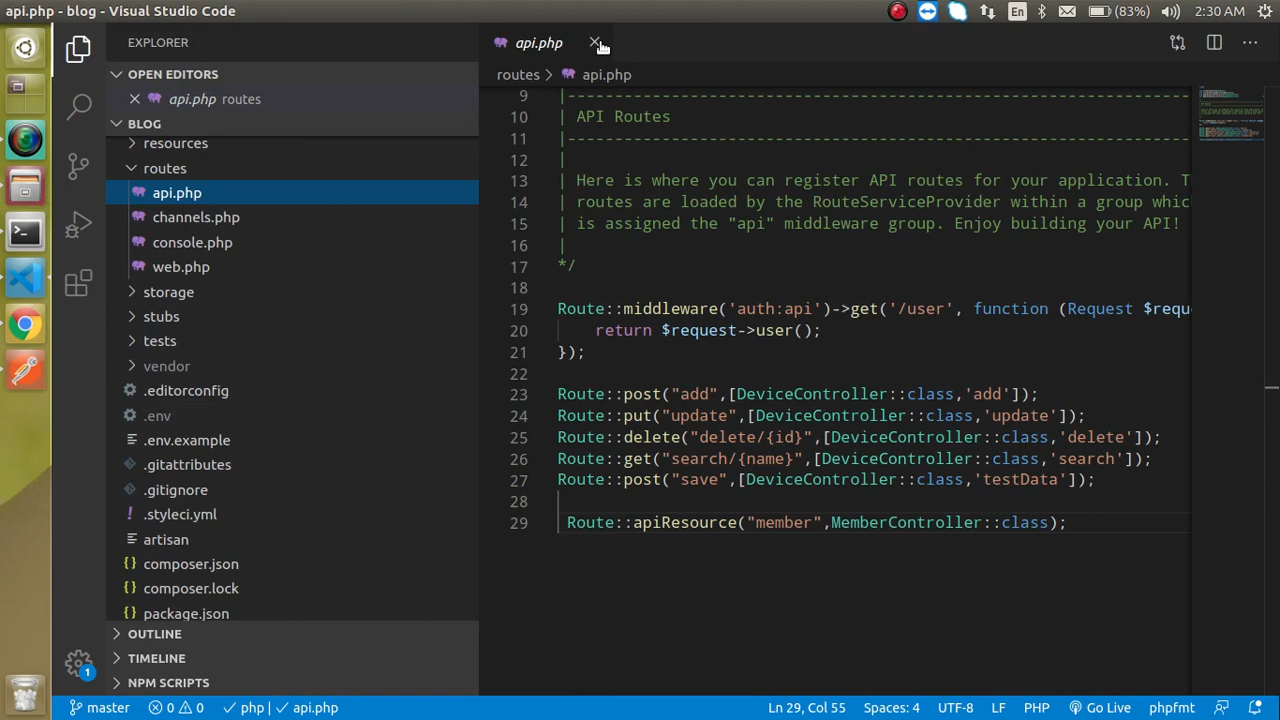 api.php - blog - Visual Studio Code
En
(83%)
2:30 AM
EXPLORER
OPEN EDITORS
api.php routes
BLOG
resources
routes
api.php
channels.php
console.php
web.php
storage
stubs
tests
vendor
.editorconfig
.env
.env.example
.gitattributes
.gitignore
.styleci.yml
artisan
composer.json
composer.lock
package.json
OUTLINE
TIMELINE
NPM SCRIPTS
1
api.php
routes > api.php
9 |--------------------------------------------------------------------------
10 | API Routes
11 |--------------------------------------------------------------------------
12 |
13 | Here is where you can register API routes for your application.
14 | routes are loaded by the RouteServiceProvider within a group which
15 | is assigned the "api" middleware group. Enjoy building your API!
16 |
17 */
18
19 Route::middleware('auth:api')->get('/user', function (Request $requ
20 return $request->user();
21 });
22
23 Route::post("add",[DeviceController::class,'add']);
24 Route::put("update",[DeviceController::class,'update']);
25 Route::delete("delete/{id}",[DeviceController::class,'delete']);
26 Route::get("search/{name}",[DeviceController::class,'search']);
27 Route::post("save",[DeviceController::class,'testData']);
28
29 Route::apiResource("member",MemberController::class);
master 0 0 php | api.php Ln 29, Col 55 Spaces: 4 UTF-8 LF PHP Go Live phpfmt